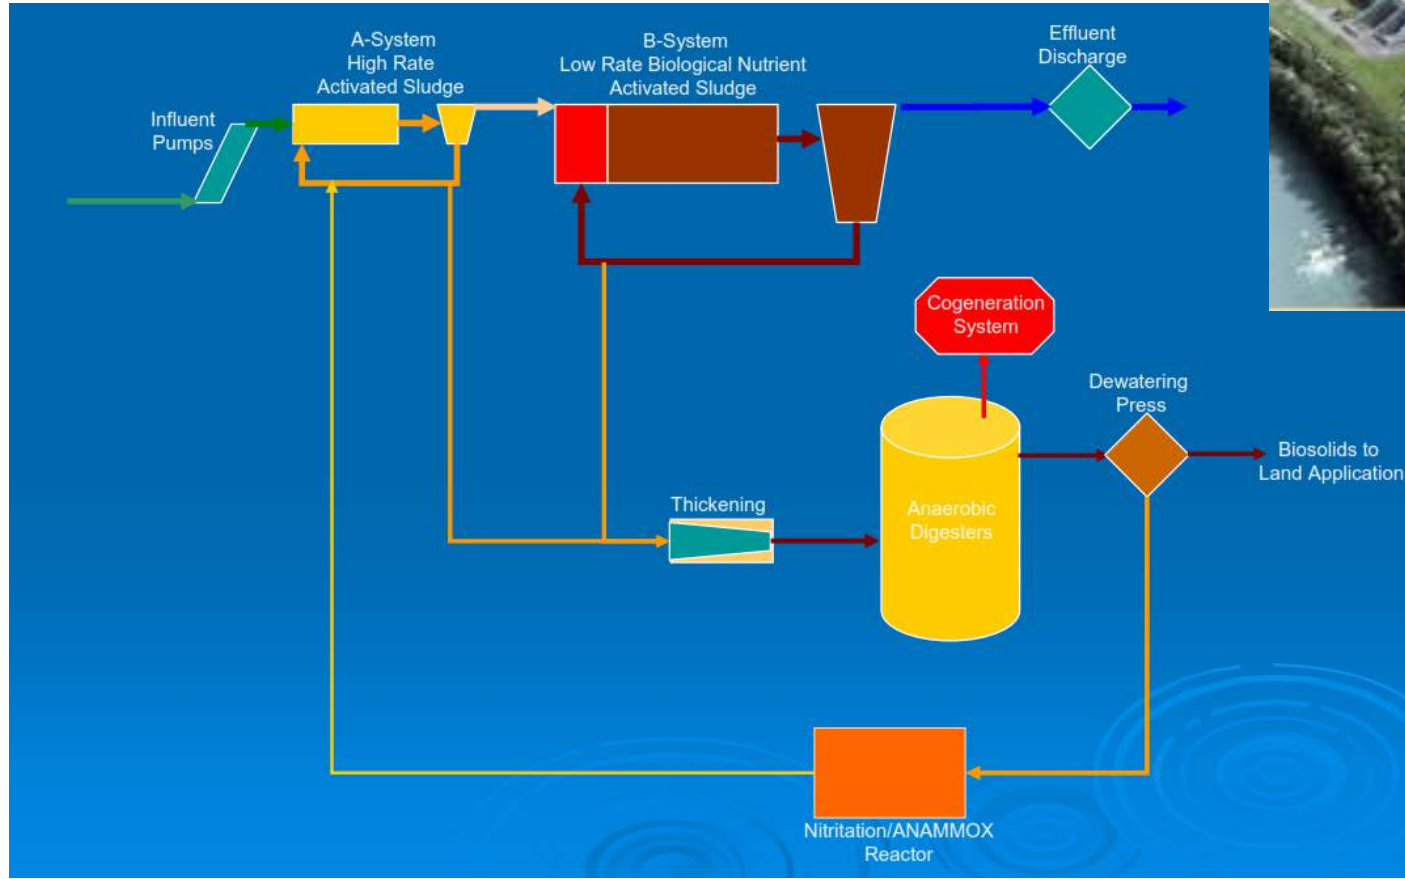 A-System
High Rate
Activated Sludge
B-System
Low Rate Biological Nutrient
Activated Sludge
Effluent
Discharge
Influent
Pumps
Cogeneration
System
Dewatering
Press
Biosolids to
Land Application
Thickening
Anaerobic
Digesters
Nitritation/ANAMMOX
Reactor